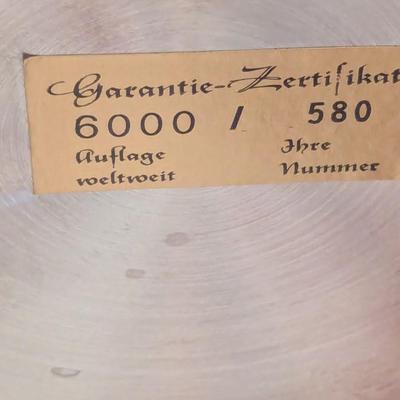 Garantie-Zertifikat
6000 / 580
Auflage Ihre
weltweit Nummer